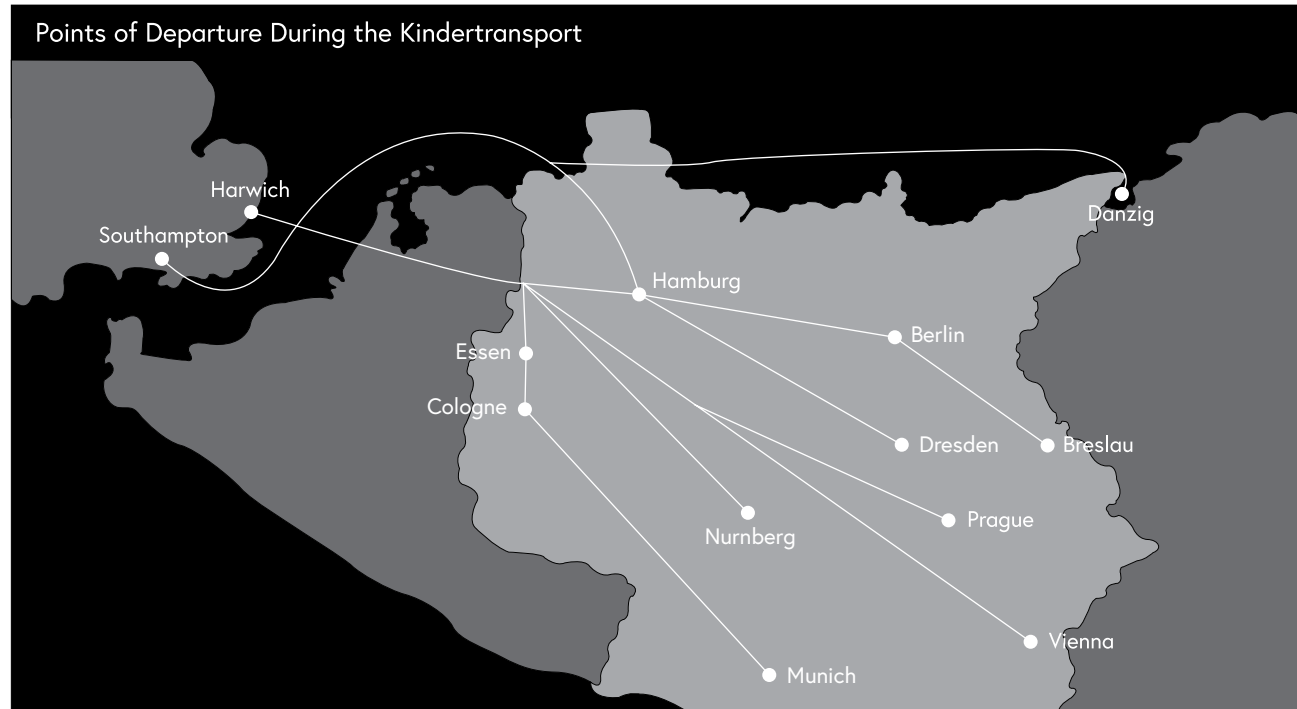 Points of Departure During the Kindertransport
Harwich
Southampton
Danzig
Hamburg
Berlin
Essen
Cologne
Dresden
Breslau
Prague
Nurnberg
Vienna
Munich